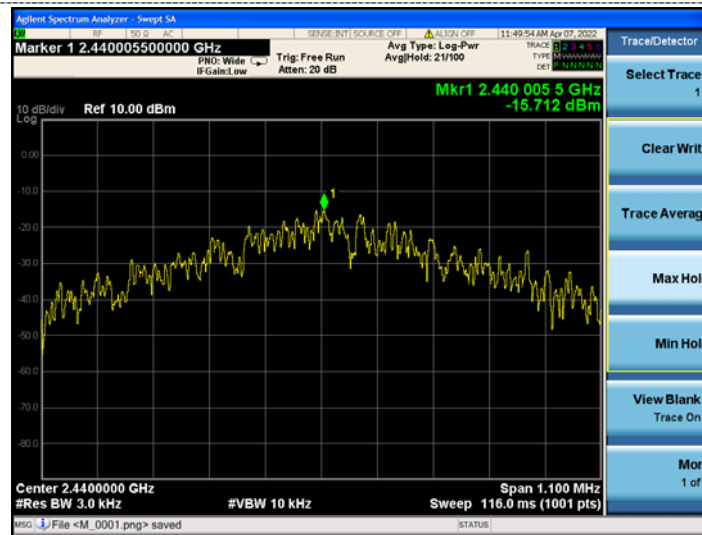 Agilent Spectrum Analyzer - Swept SA
RF 50 Ω AC SENSE:INT SOURCE OFF ALIGN OFF 11:49:54 AM Apr 07, 2022
Marker 1 2.440005500000 GHz
PNO: Wide
IFGain:Low
Trig: Free Run
Atten: 20 dB
Avg Type: Log-Pwr
Avg|Hold: 21/100
TRACE 1 2 3 4 5 6
TYPE M
DET P N N N N N
Mkr1 2.440 005 5 GHz
-15.712 dBm
10 dB/div Ref 10.00 dBm
Log
0.00
-10.0
1
-20.0
-30.0
-40.0
-50.0
-60.0
-70.0
-80.0
Center 2.4400000 GHz Span 1.100 MHz
#Res BW 3.0 kHz #VBW 10 kHz Sweep 116.0 ms (1001 pts)
MSG File <M_0001.png> saved STATUS
Trace/Detector
Select Trace
1
Clear Writ
Trace Averag
Max Hol
Min Hol
View Blank
Trace On
Mor
1 of